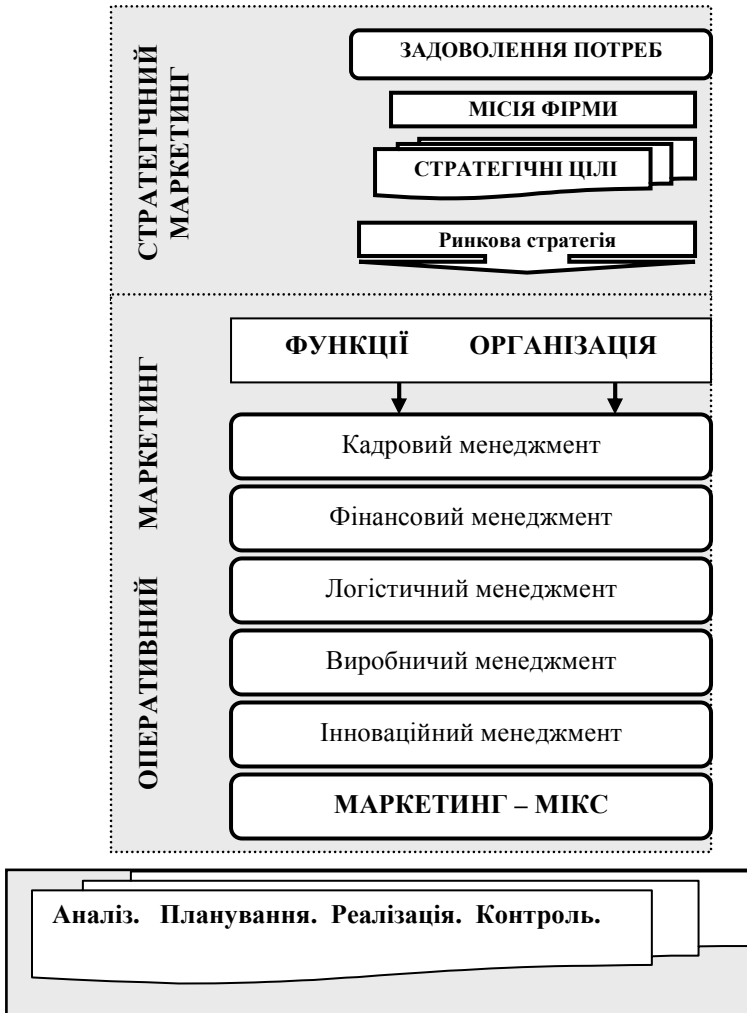 СТРАТЕГІЧНИЙ
МАРКЕТИНГ
ЗАДОВОЛЕННЯ ПОТРЕБ
МІСІЯ ФІРМИ
СТРАТЕГІЧНІ ЦІЛІ
Ринкова стратегія
ОПЕРАТИВНИЙ МАРКЕТИНГ
ФУНКЦІЇ ОРГАНІЗАЦІЯ
Кадровий менеджмент
Фінансовий менеджмент
Логістичний менеджмент
Виробничий менеджмент
Інноваційний менеджмент
МАРКЕТИНГ – МІКС
Аналіз. Планування. Реалізація. Контроль.